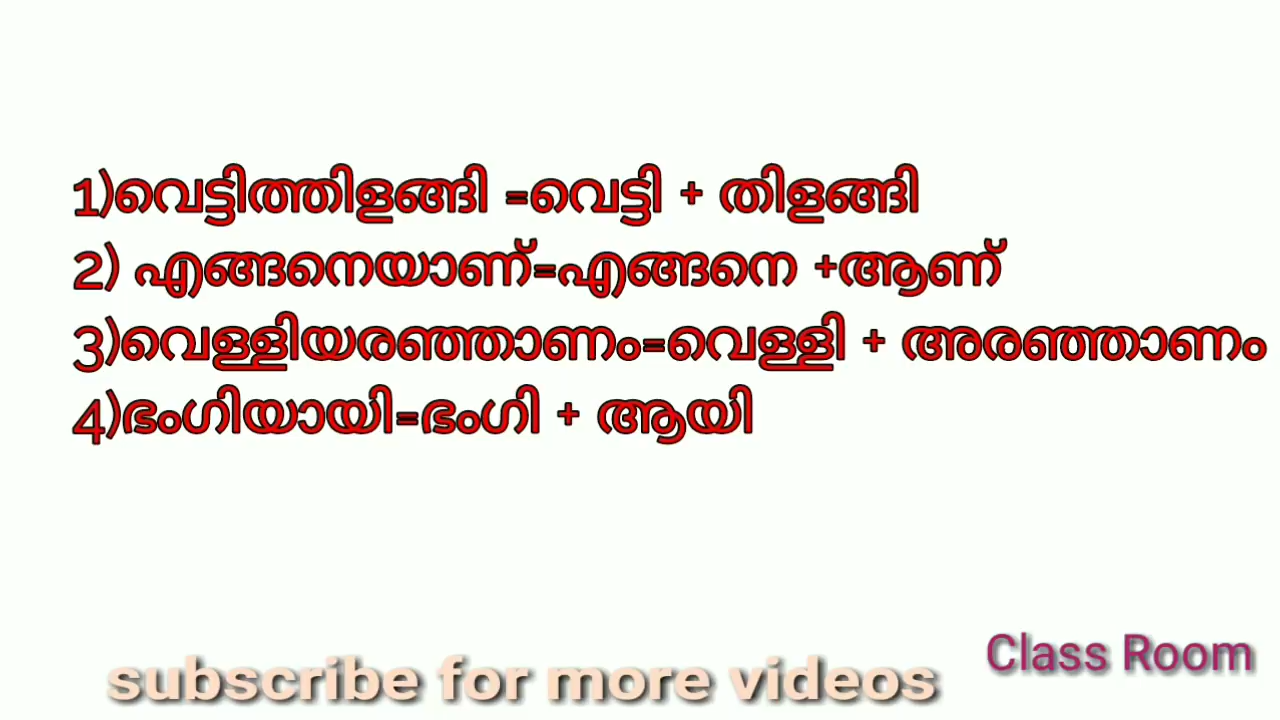 1)വെട്ടിത്തിളങ്ങി =വെട്ടി + തിളങ്ങി
2) എങ്ങനെയാണ്=എങ്ങനെ +ആണ്
3)വെള്ളിയരഞ്ഞാണം=വെള്ളി + അരഞ്ഞാണം
4)ഭംഗിയായി=ഭംഗി + ആയി
Class Room
subscribe for more videos